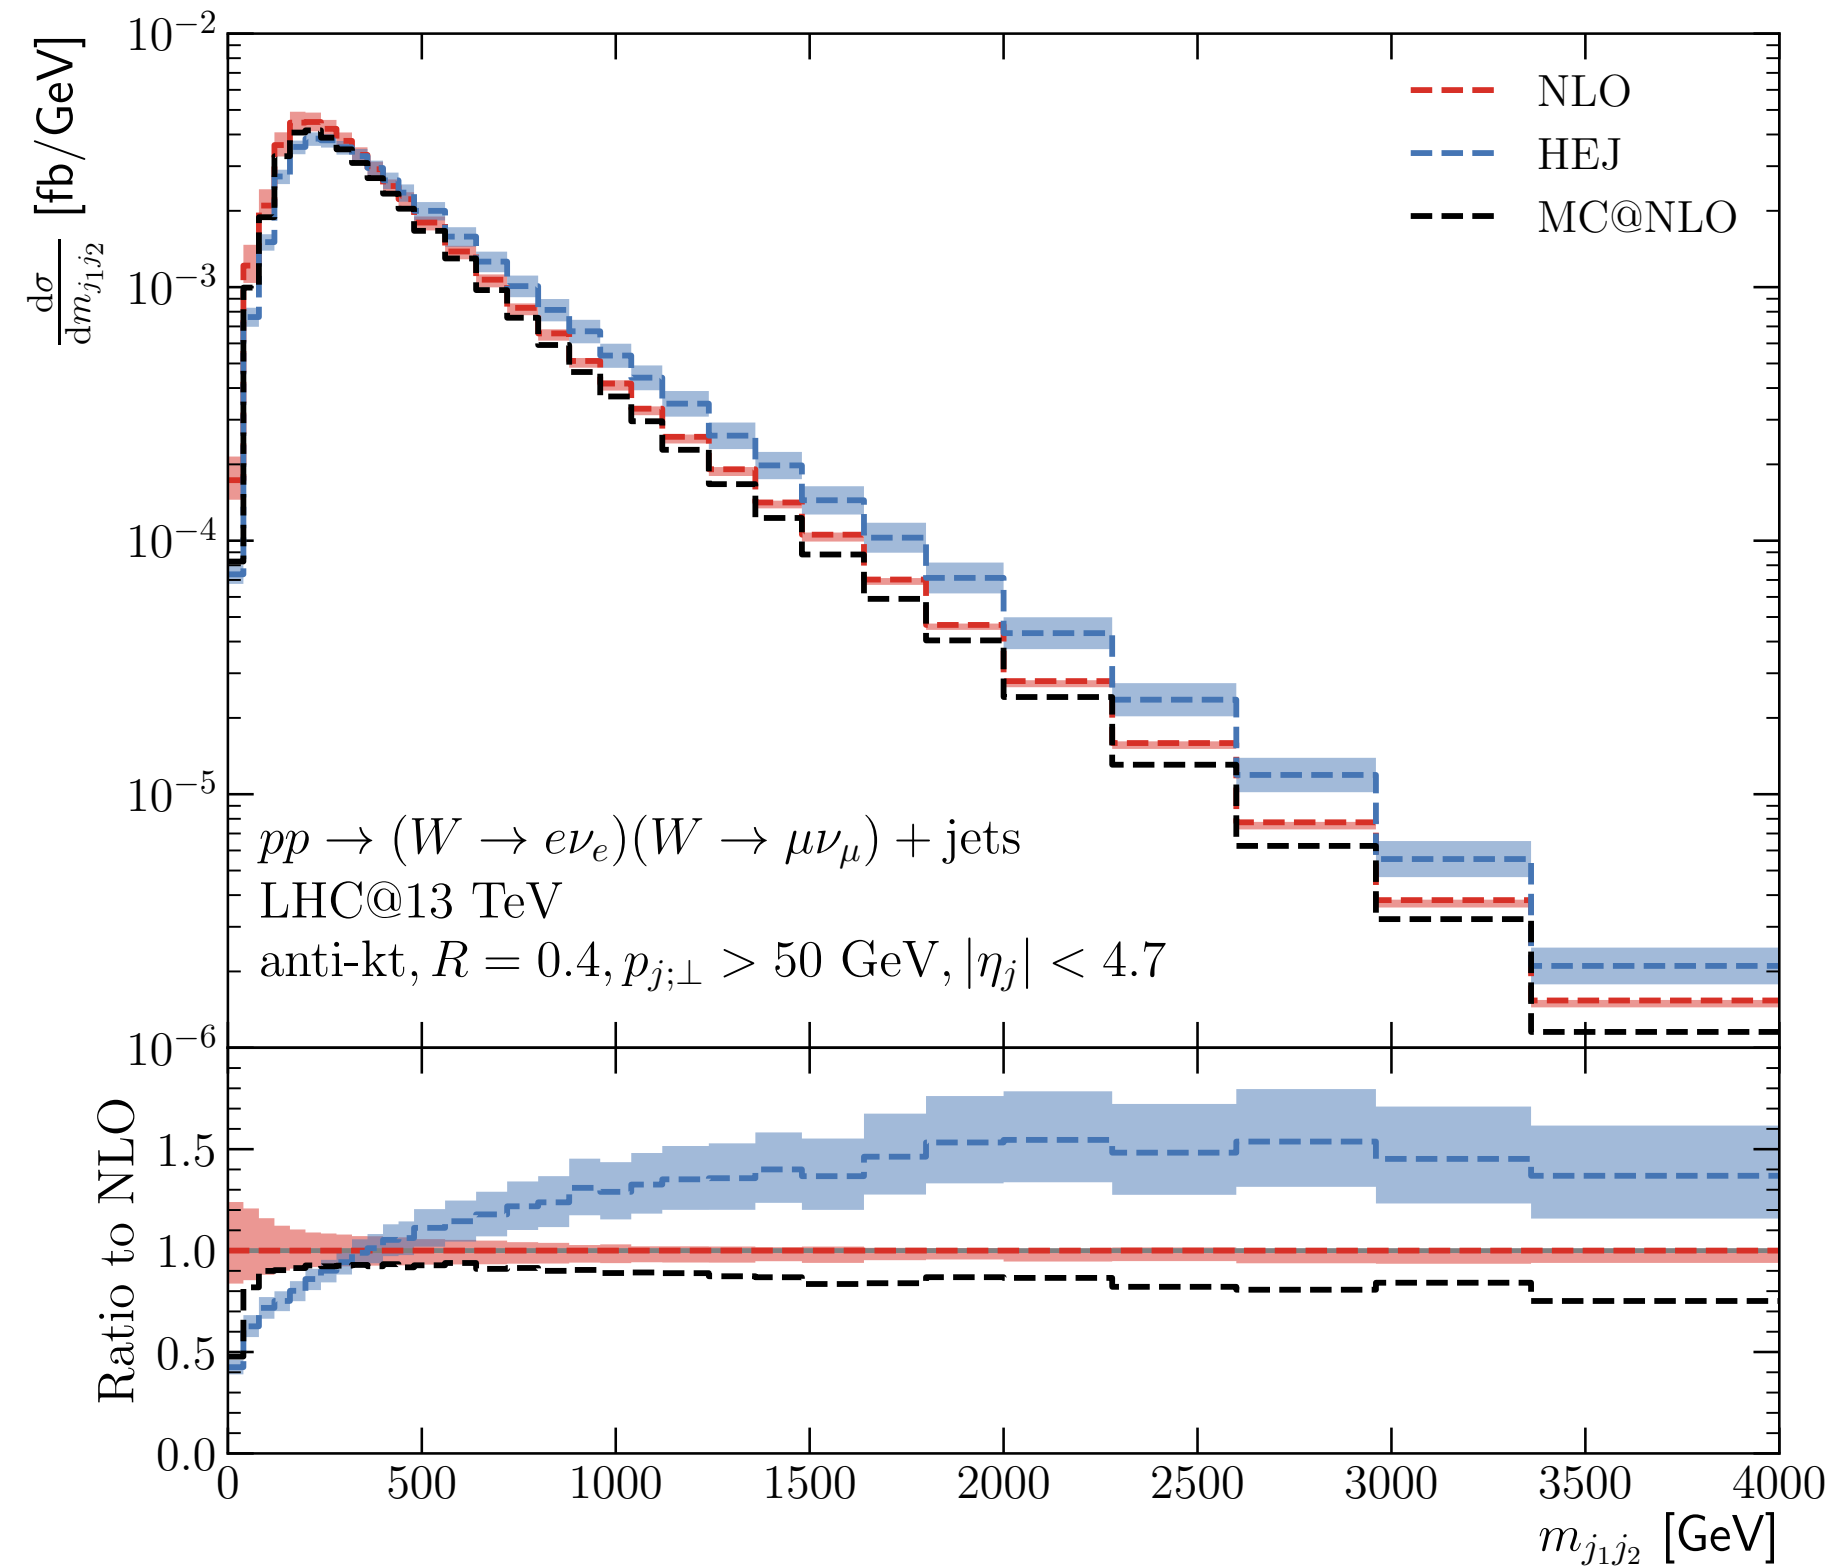 dσ/dm_{j₁j₂} [fb/GeV]
10⁻²
10⁻³
10⁻⁴
10⁻⁵
10⁻⁶
NLO
HEJ
MC@NLO
pp → (W → eν_e)(W → μν_μ) + jets
LHC@13 TeV
anti-kt, R = 0.4, p_{j;⊥} > 50 GeV, |η_j| < 4.7
Ratio to NLO
1.5
1.0
0.5
0.0
0 500 1000 1500 2000 2500 3000 3500 4000
m_{j₁j₂} [GeV]